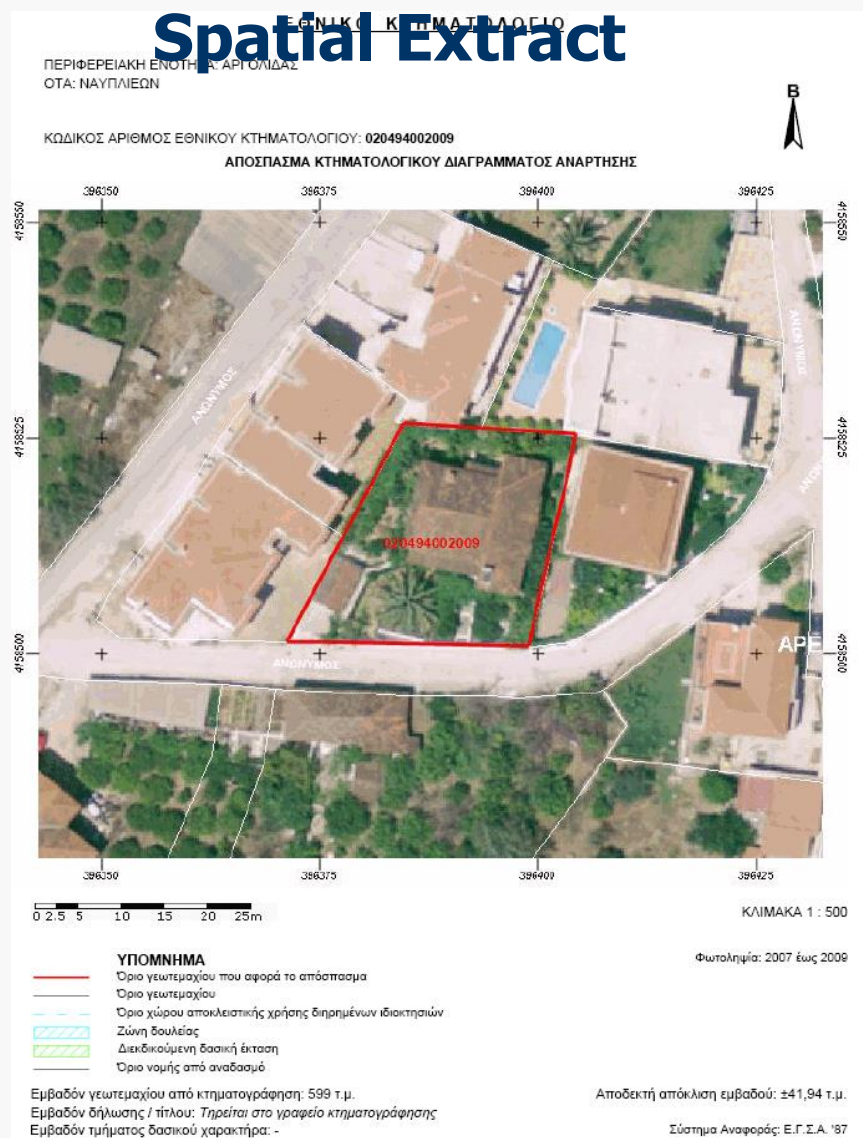 ΕΘΝΙΚΟ ΚΤΗΜΑΤΟΛΟΓΙΟ
Spatial Extract
ΠΕΡΙΦΕΡΕΙΑΚΗ ΕΝΟΤΗΤΑ: ΑΡΓΟΛΙΔΑΣ
ΟΤΑ: ΝΑΥΠΛΙΕΩΝ
Β
ΚΩΔΙΚΟΣ ΑΡΙΘΜΟΣ ΕΘΝΙΚΟΥ ΚΤΗΜΑΤΟΛΟΓΙΟΥ: 020494002009
ΑΠΟΣΠΑΣΜΑ ΚΤΗΜΑΤΟΛΟΓΙΚΟΥ ΔΙΑΓΡΑΜΜΑΤΟΣ ΑΝΑΡΤΗΣΗΣ
396350 396375 396400 396425
4158550 4158550
ΑΝΩΝΥΜΟΣ
ΑΝΩΝΥΜΟΣ
4158525 4158525
020494002009
4158500 4158500
ΑΡΕ
ΑΝΩΝΥΜΟΣ
396350 396375 396400 396425
0 2.5 5 10 15 20 25m
ΚΛΙΜΑΚΑ 1 : 500
ΥΠΟΜΝΗΜΑ
Φωτοληψία: 2007 έως 2009
Όριο γεωτεμαχίου που αφορά το απόσπασμα
Όριο γεωτεμαχίου
Όριο χώρου αποκλειστικής χρήσης διηρημένων ιδιοκτησιών
Ζώνη δουλείας
Διεκδικούμενη δασική έκταση
Όριο νομής από αναδασμό
Εμβαδόν γεωτεμαχίου από κτηματογράφηση: 599 τ.μ.
Αποδεκτή απόκλιση εμβαδού: ±41,94 τ.μ.
Εμβαδόν δήλωσης / τίτλου: Τηρείται στο γραφείο κτηματογράφησης
Εμβαδόν τμήματος δασικού χαρακτήρα: -
Σύστημα Αναφοράς: Ε.Γ.Σ.Α. '87